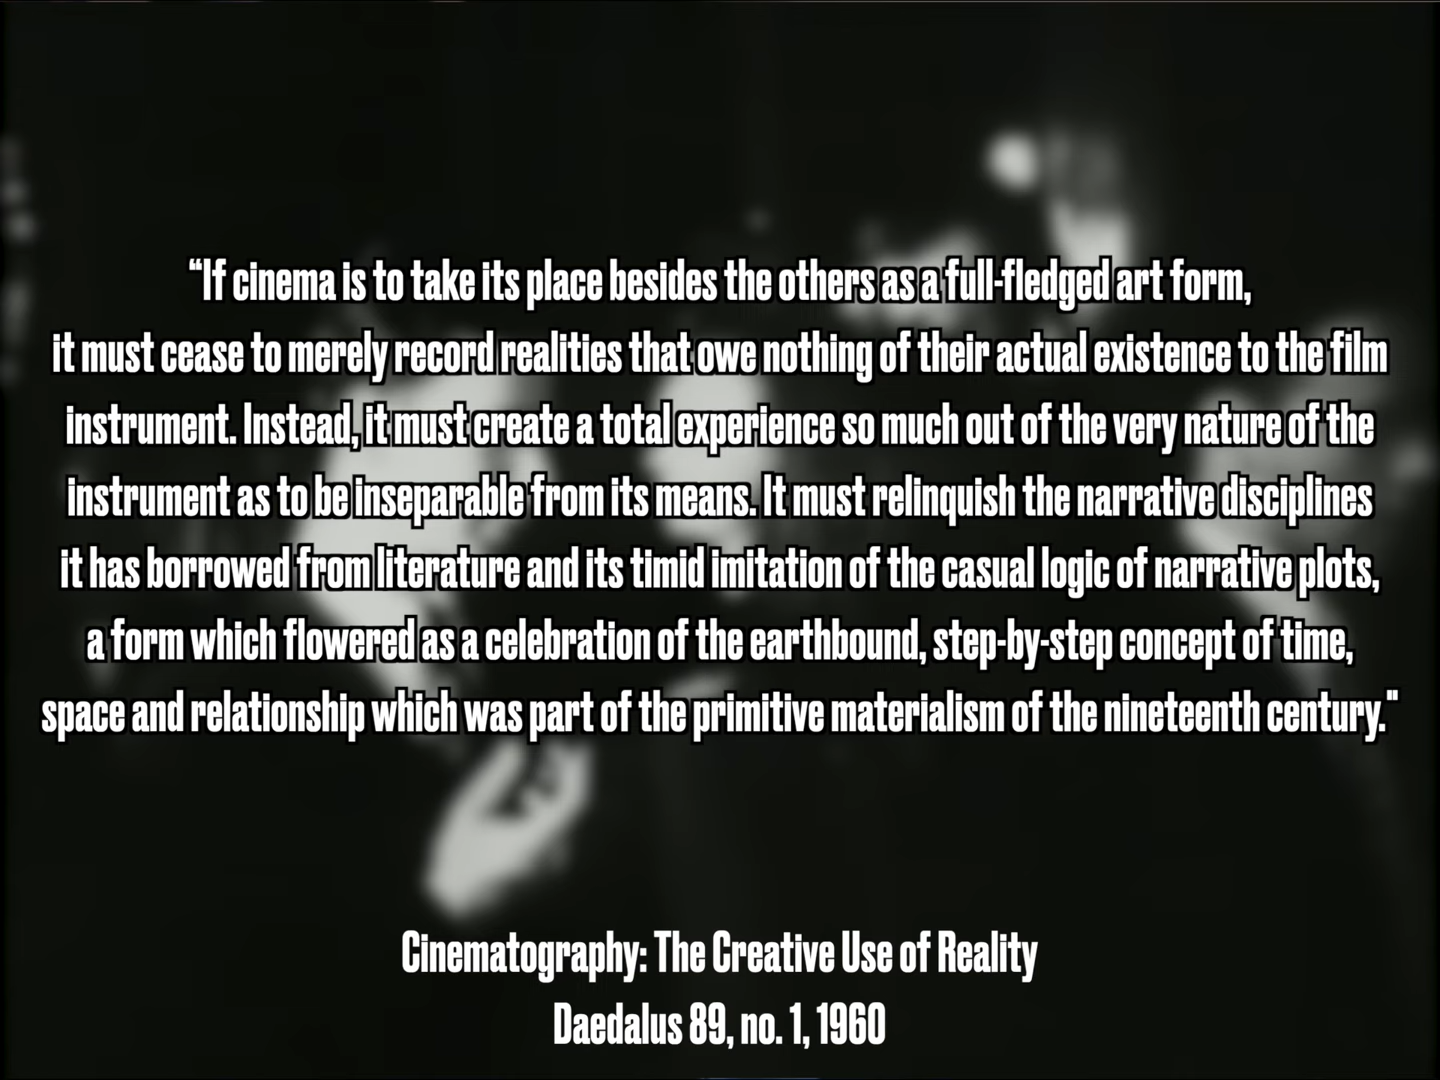 “If cinema is to take its place besides the others as a full-fledged art form,
it must cease to merely record realities that owe nothing of their actual existence to the film
instrument. Instead, it must create a total experience so much out of the very nature of the
instrument as to be inseparable from its means. It must relinquish the narrative disciplines
it has borrowed from literature and its timid imitation of the casual logic of narrative plots,
a form which flowered as a celebration of the earthbound, step-by-step concept of time,
space and relationship which was part of the primitive materialism of the nineteenth century."
Cinematography: The Creative Use of Reality
Daedalus 89, no. 1, 1960